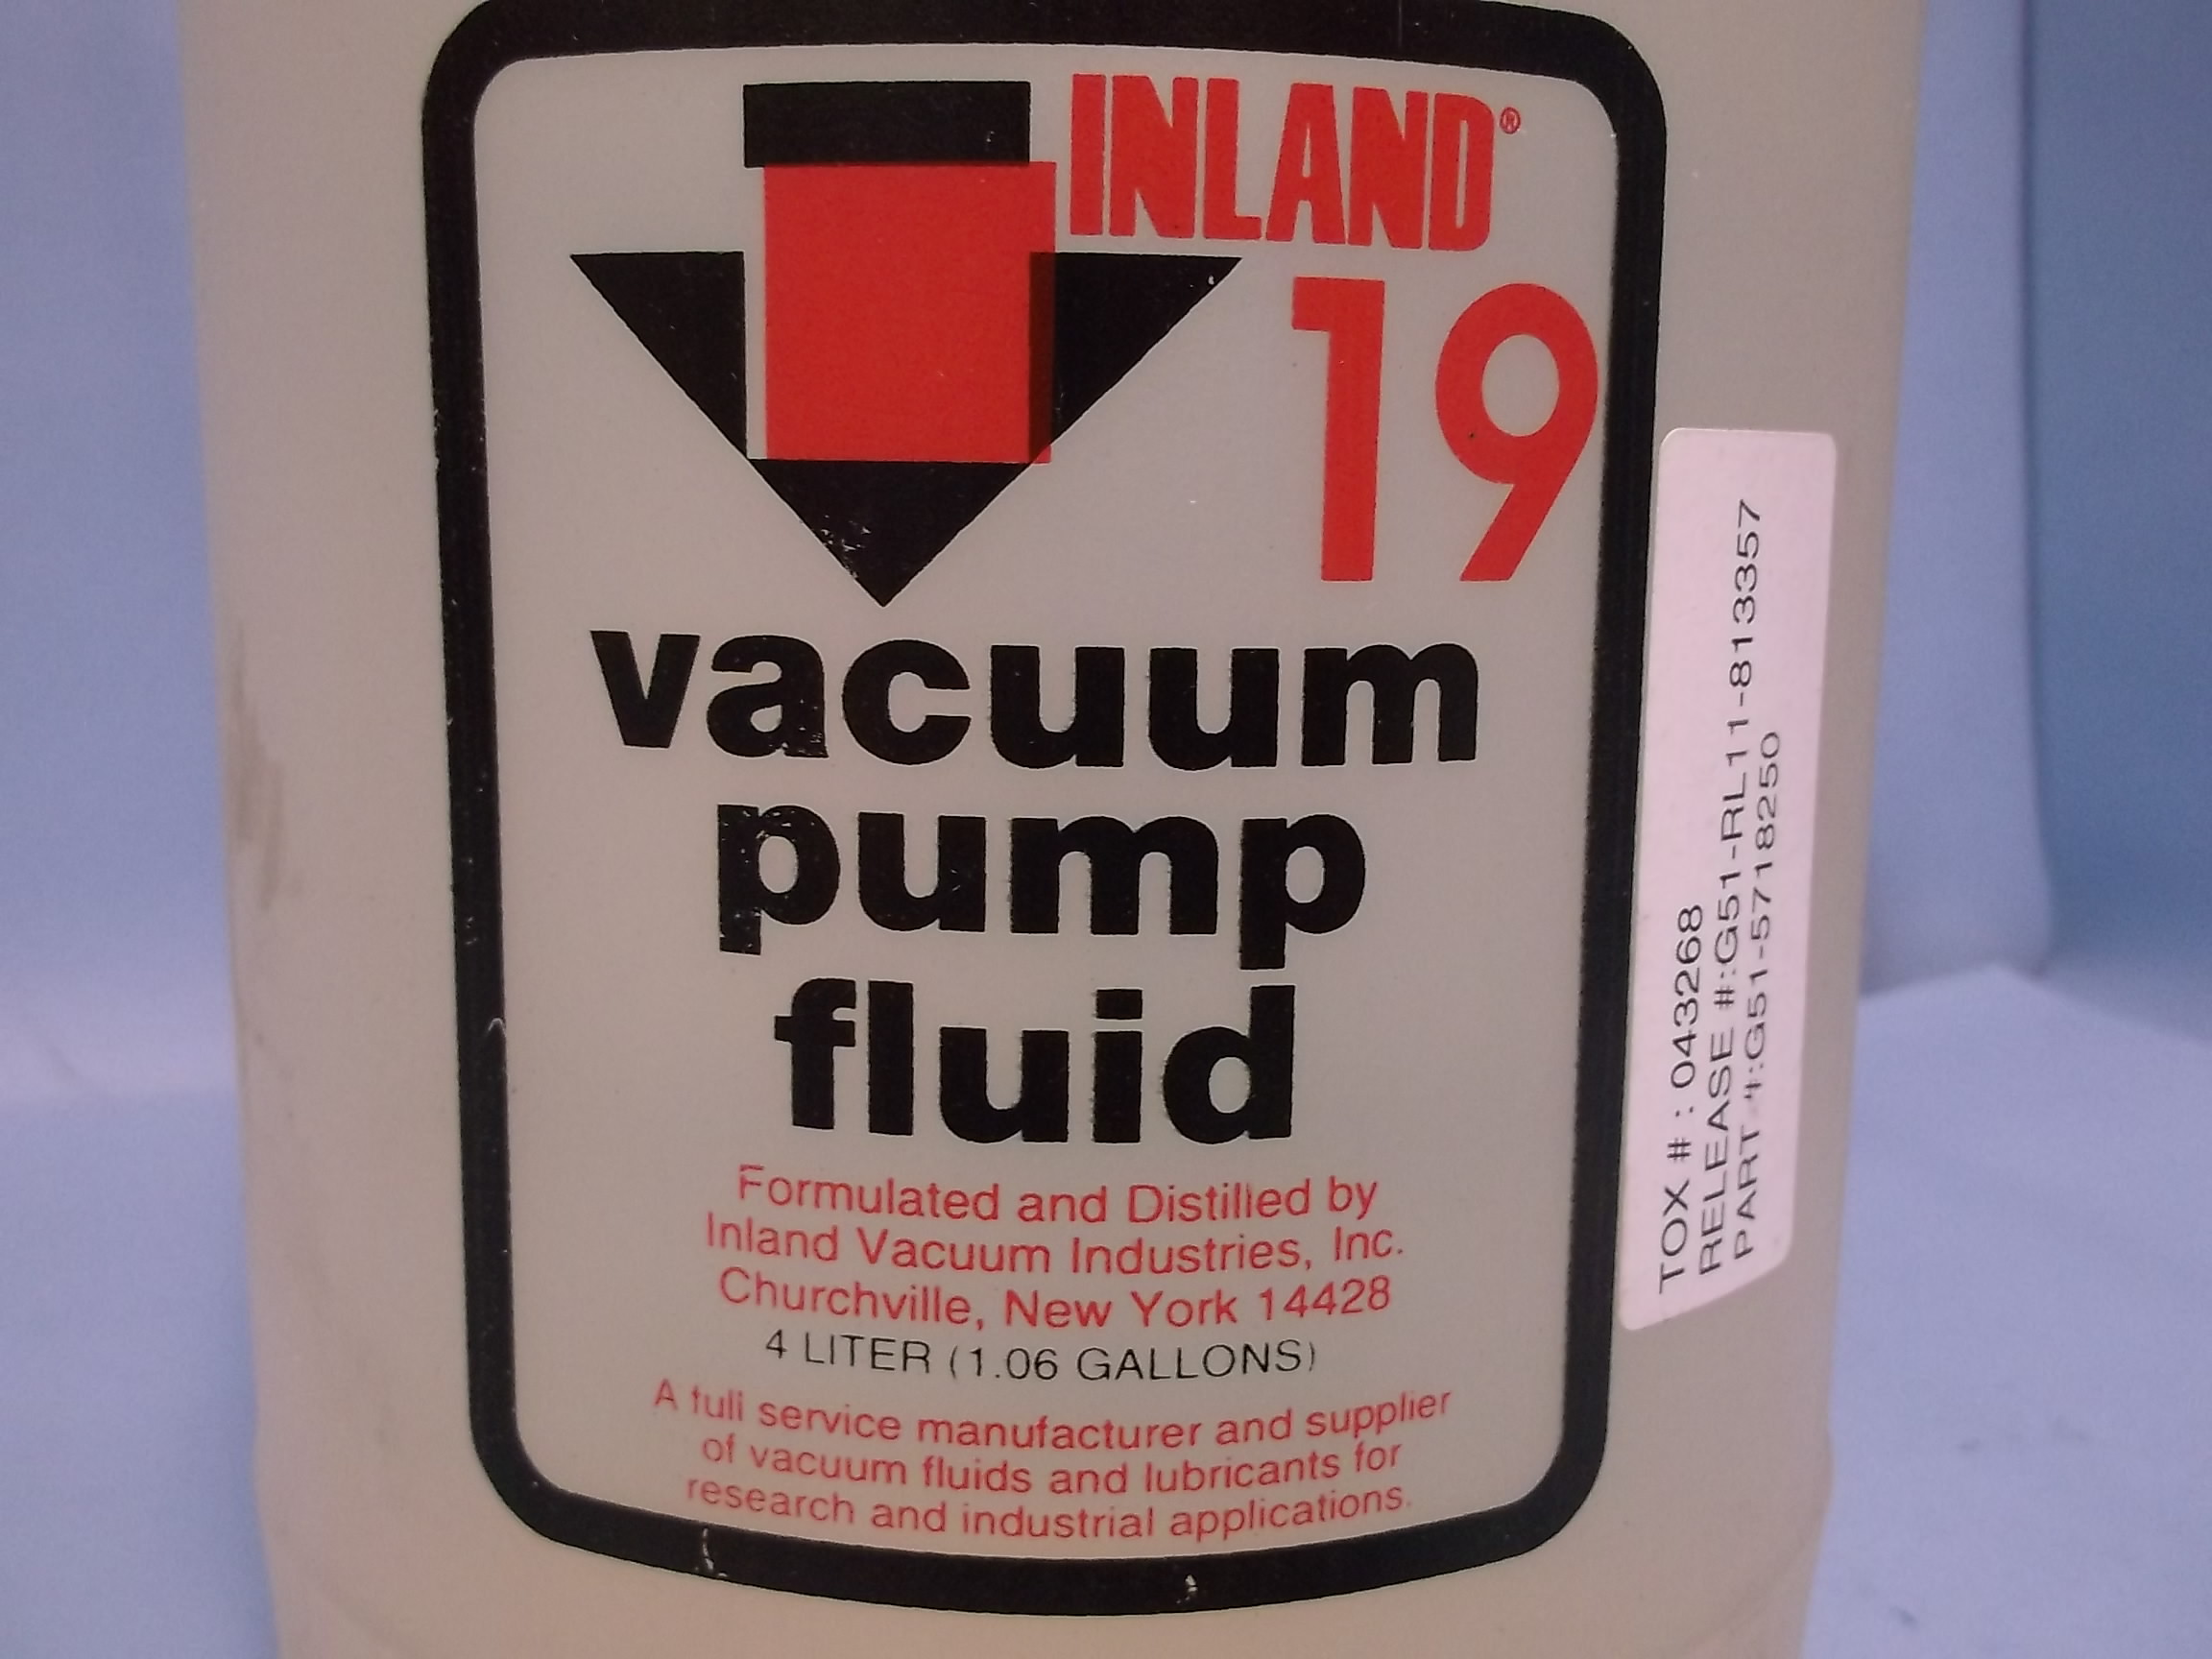 INLAND®
19
vacuum
pump
fluid
Formulated and Distilled by
Inland Vacuum Industries, Inc.
Churchville, New York 14428
4 LITER (1.06 GALLONS)
A full service manufacturer and supplier
of vacuum fluids and lubricants for
research and industrial applications.
TOX # : 043268
RELEASE #:G51-RL11-813357
PART #:G51-5718250